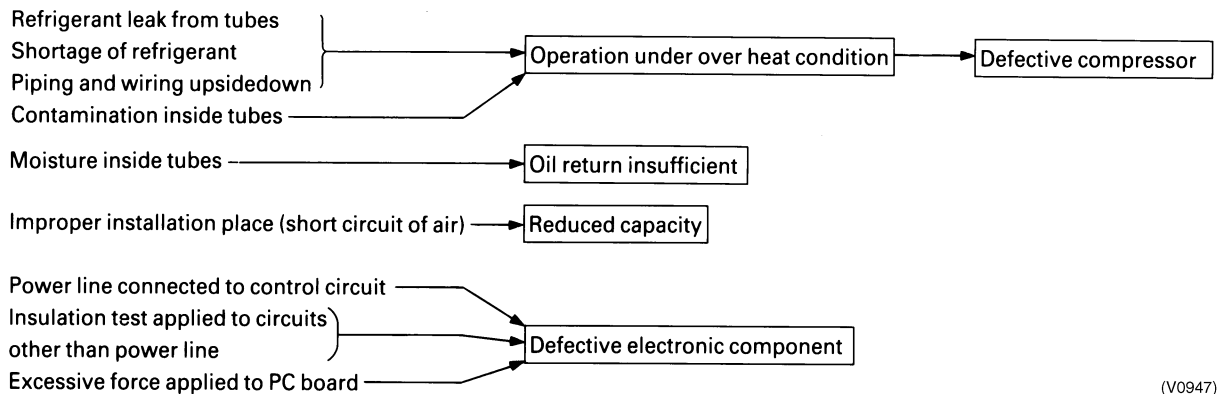 Refrigerant leak from tubes
Shortage of refrigerant
Piping and wiring upsidedown
Contamination inside tubes
Operation under over heat condition
Defective compressor
Moisture inside tubes
Oil return insufficient
Improper installation place (short circuit of air)
Reduced capacity
Power line connected to control circuit
Insulation test applied to circuits
other than power line
Excessive force applied to PC board
Defective electronic component
(V0947)